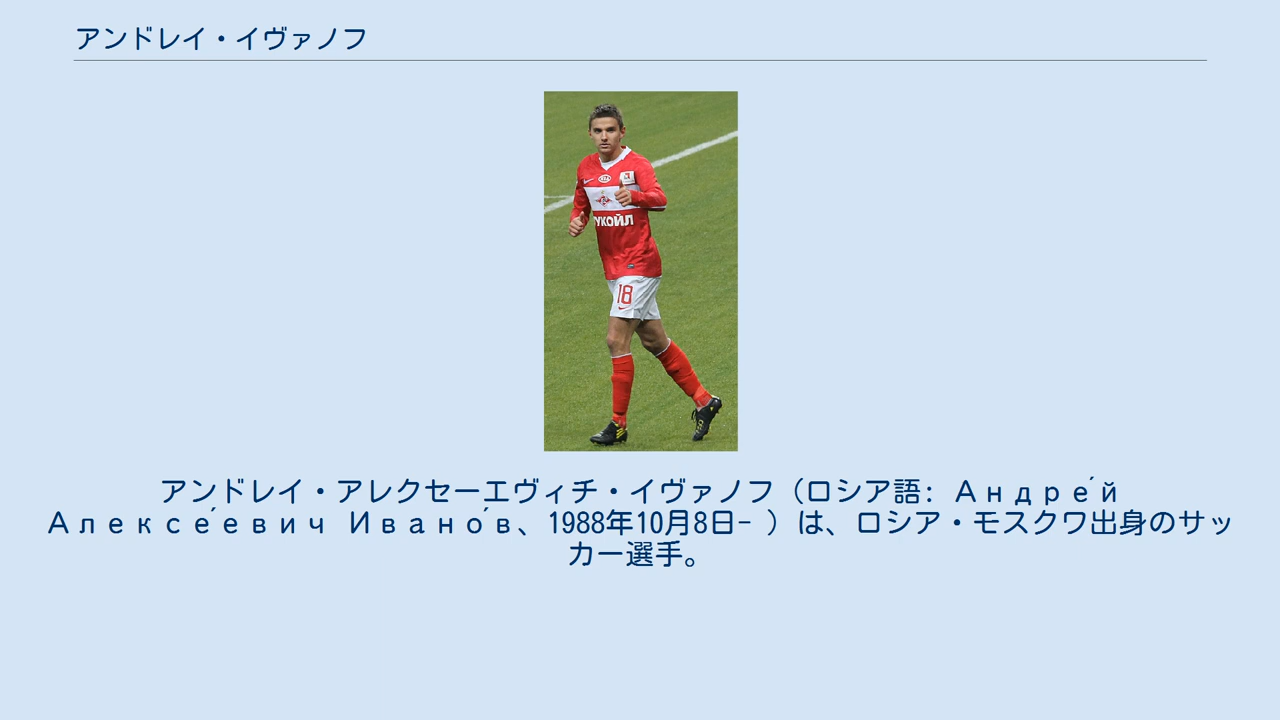 アンドレイ・イヴァノフ
УКОЙЛ
18
アンドレイ・アレクセーエヴィチ・イヴァノフ（ロシア語: Андре́й
Алексе́евич Ивано́в、1988年10月8日- ）は、ロシア・モスクワ出身のサッ
カー選手。